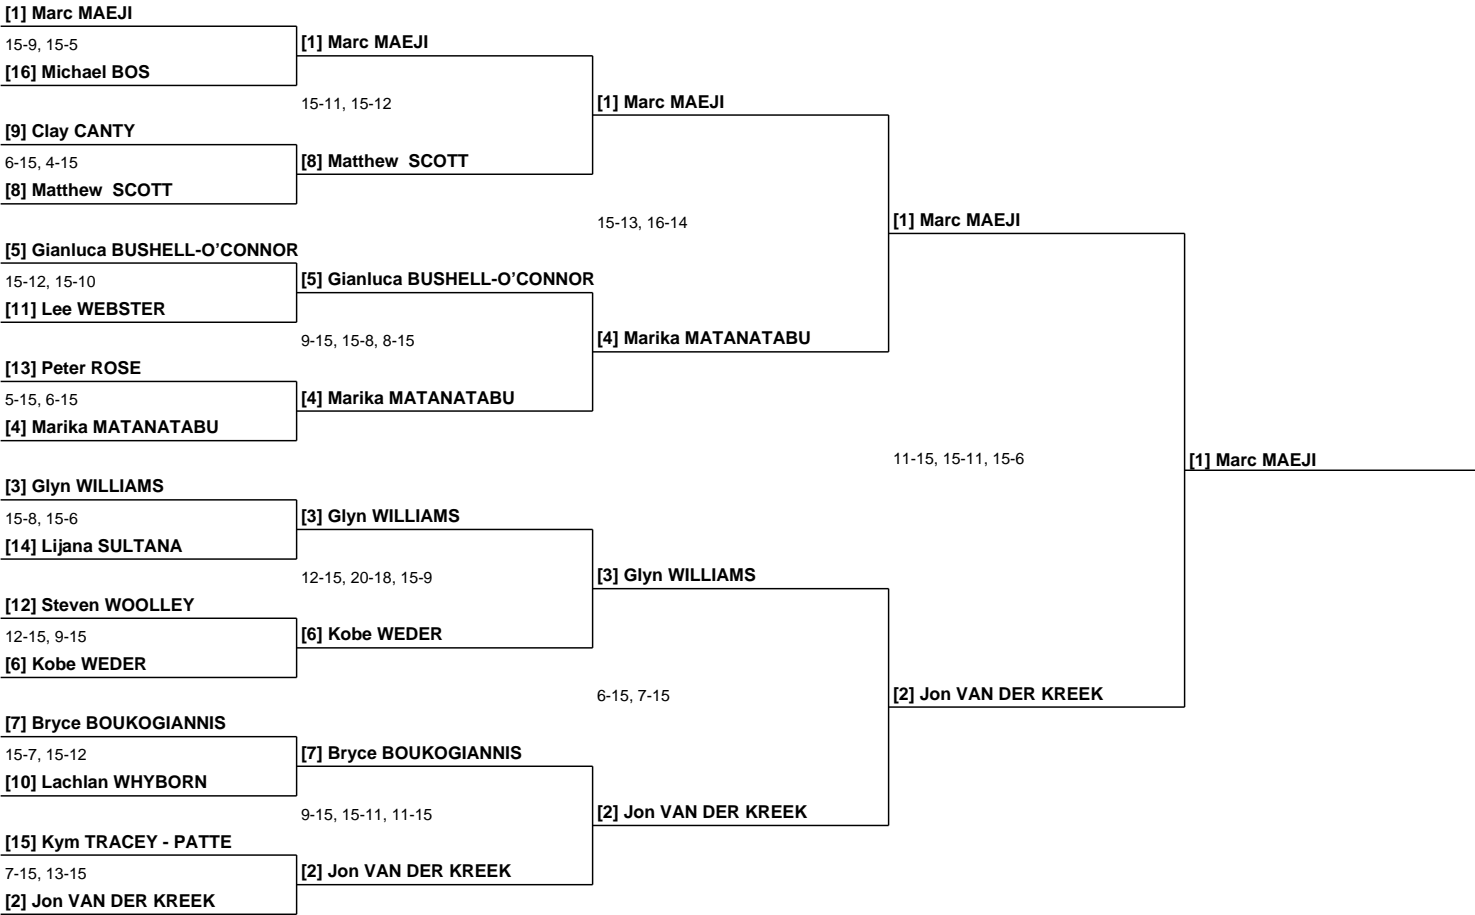 [1] Marc MAEJI
15-9, 15-5
[16] Michael BOS
[9] Clay CANTY
6-15, 4-15
[8] Matthew  SCOTT
[5] Gianluca BUSHELL-O’CONNOR
15-12, 15-10
[11] Lee WEBSTER
[13] Peter ROSE
5-15, 6-15
[4] Marika MATANATABU
[3] Glyn WILLIAMS
15-8, 15-6
[14] Lijana SULTANA
[12] Steven WOOLLEY
12-15, 9-15
[6] Kobe WEDER
[7] Bryce BOUKOGIANNIS
15-7, 15-12
[10] Lachlan WHYBORN
[15] Kym TRACEY - PATTE
7-15, 13-15
[2] Jon VAN DER KREEK
[1] Marc MAEJI
15-11, 15-12
[8] Matthew  SCOTT
[5] Gianluca BUSHELL-O’CONNOR
9-15, 15-8, 8-15
[4] Marika MATANATABU
[3] Glyn WILLIAMS
12-15, 20-18, 15-9
[6] Kobe WEDER
[7] Bryce BOUKOGIANNIS
9-15, 15-11, 11-15
[2] Jon VAN DER KREEK
[1] Marc MAEJI
15-13, 16-14
[4] Marika MATANATABU
[3] Glyn WILLIAMS
6-15, 7-15
[2] Jon VAN DER KREEK
[1] Marc MAEJI
11-15, 15-11, 15-6
[2] Jon VAN DER KREEK
[1] Marc MAEJI